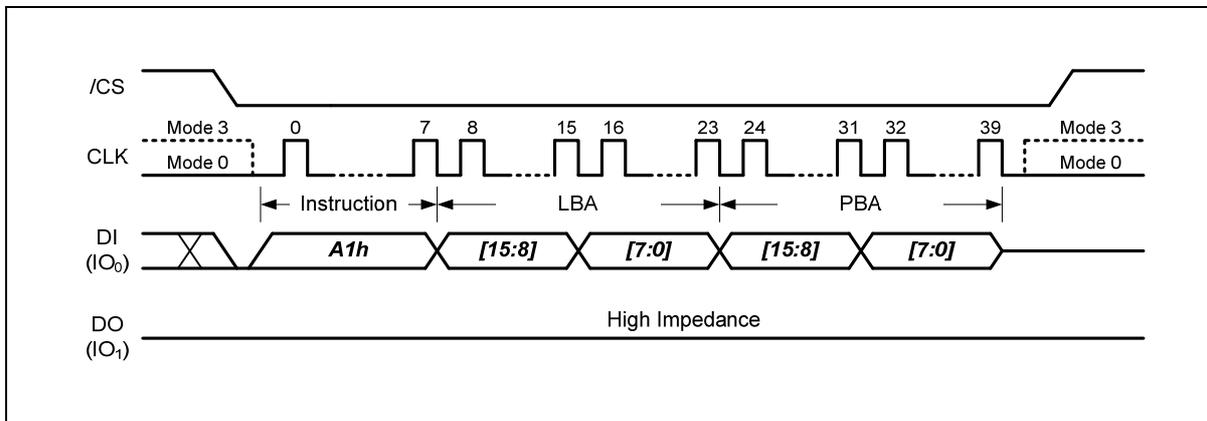 /CS
Mode 3 0 7 8 15 16 23 24 31 32 39 Mode 3
CLK
Mode 0 Mode 0
Instruction LBA PBA
DI
(IO₀)
A1h [15:8] [7:0] [15:8] [7:0]
High Impedance
DO
(IO₁)